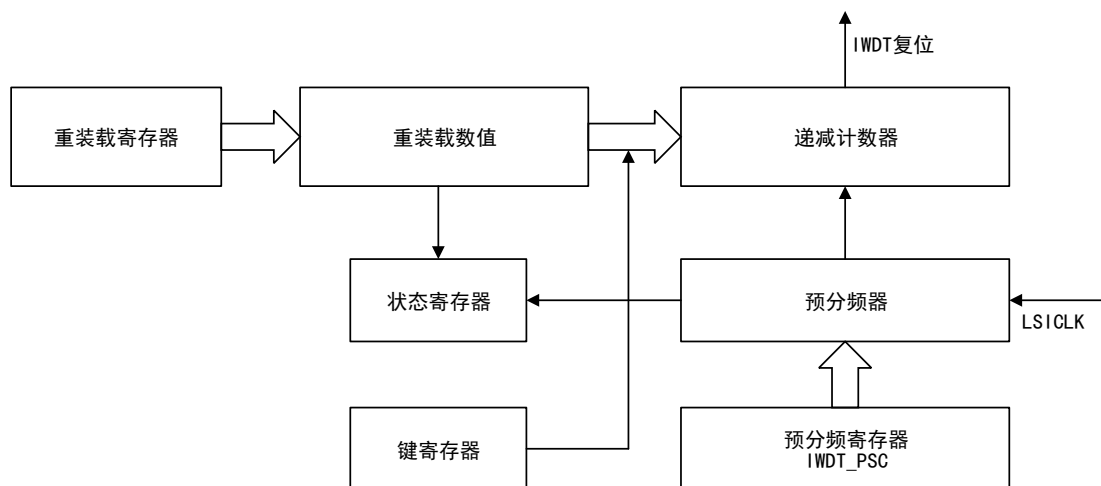 IWDT复位
重装载寄存器
重装载数值
递减计数器
状态寄存器
预分频器
LSICLK
键寄存器
预分频寄存器
IWDT_PSC